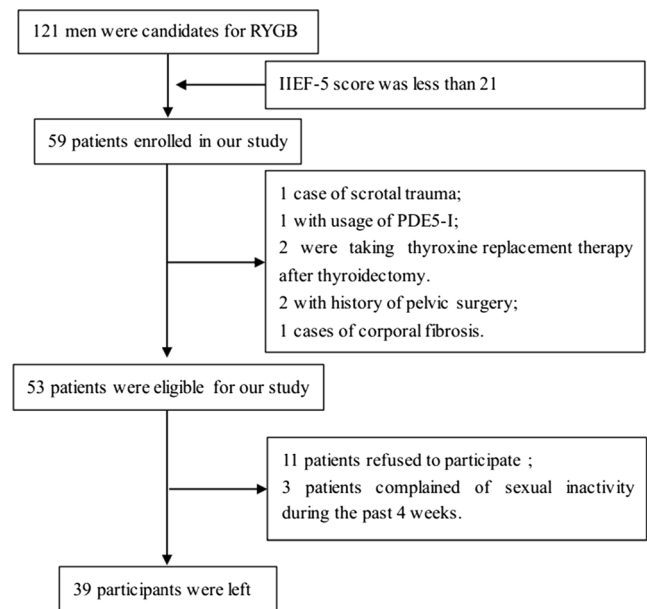 121 men were candidates for RYGB
IIEF-5 score was less than 21
59 patients enrolled in our study
1 case of scrotal trauma;
1 with usage of PDE5-I;
2 were taking thyroxine replacement therapy
after thyroidectomy.
2 with history of pelvic surgery;
1 cases of corporal fibrosis.
53 patients were eligible for our study
11 patients refused to participate ;
3 patients complained of sexual inactivity
during the past 4 weeks.
39 participants were left